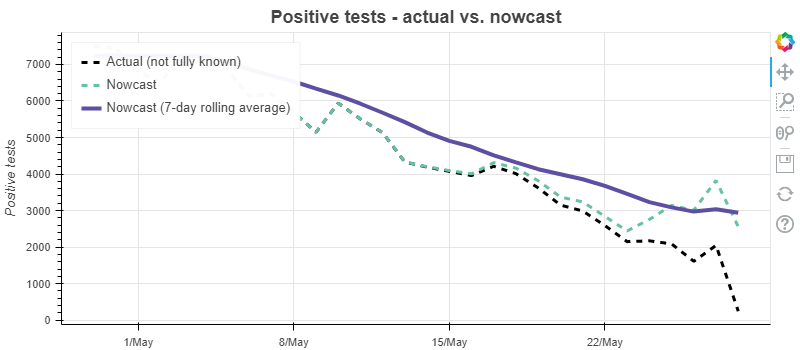 Positive tests - actual vs. nowcast
Actual (not fully known)
Nowcast
Nowcast (7-day rolling average)
Positive tests
7000
6000
5000
4000
3000
2000
1000
0
1/May
8/May
15/May
22/May